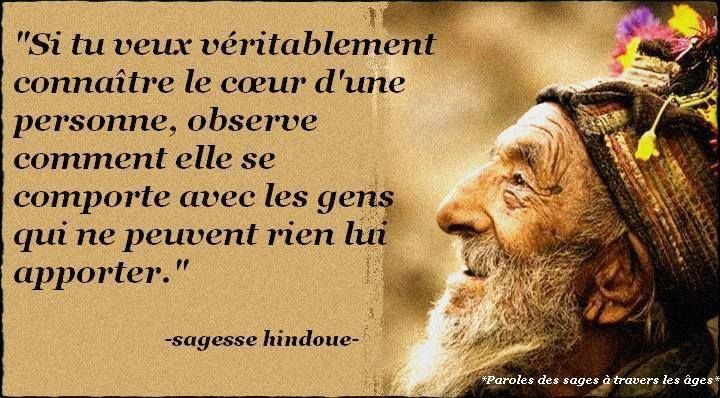 "Si tu veux véritablement
connaître le cœur d'une
personne, observe
comment elle se
comporte avec les gens
qui ne peuvent rien lui
apporter."
-sagesse hindoue-
*Paroles des sages à travers les âges*